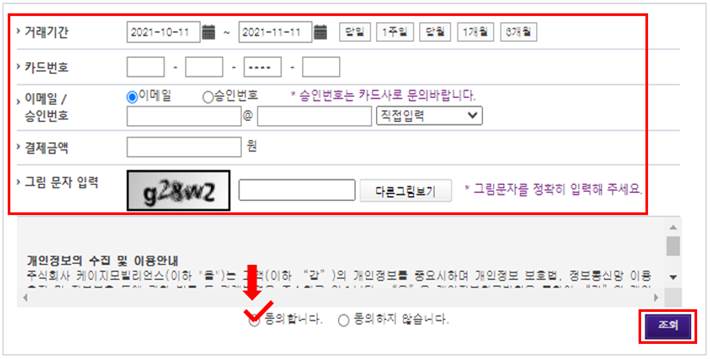 거래기간 2021-10-11 ~ 2021-11-11 당일 1주일 당월 1개월 6개월
카드번호 - - ---- -
이메일 / 승인번호 이메일 승인번호 * 승인번호는 카드사로 문의바랍니다.
@ 직접입력
결제금액 원
그림 문자 입력 g28w2 다른그림보기 * 그림문자를 정확히 입력해 주세요.
개인정보의 수집 및 이용안내
주식회사 케이지모빌리언스(이하 "을")는 고객(이하 “갑”)의 개인정보를 중요시하며 개인정보 보호법, 정보통신망 이용
동의합니다. 동의하지 않습니다.
조회